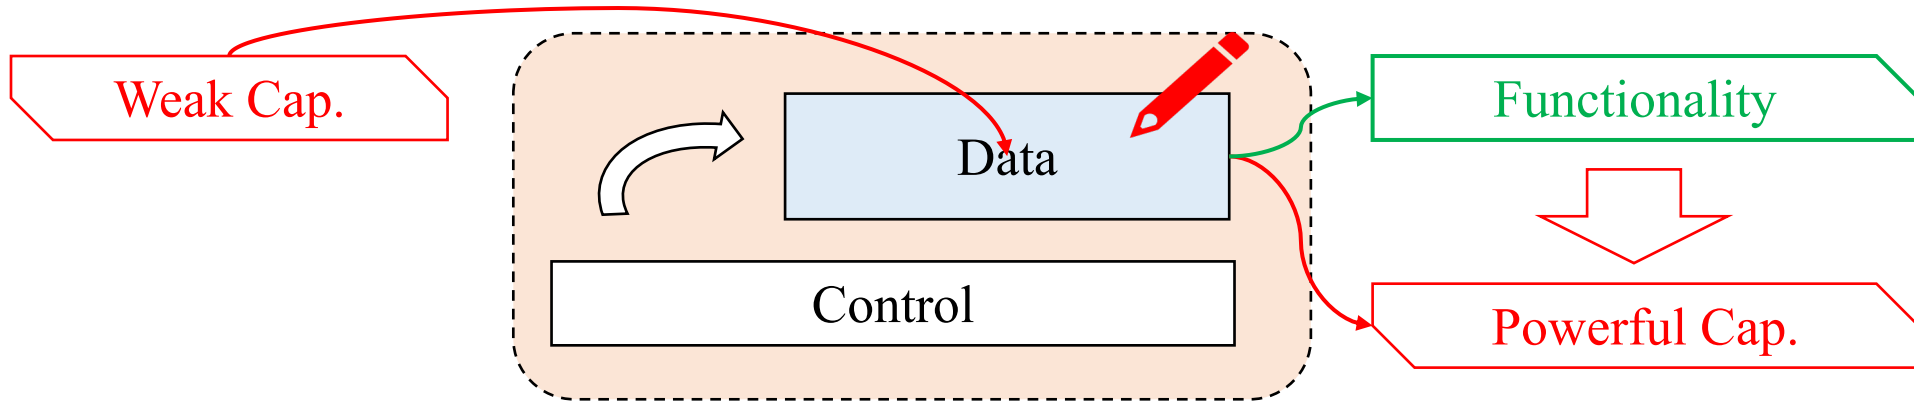 Weak Cap.
Data
Control
Functionality
Powerful Cap.